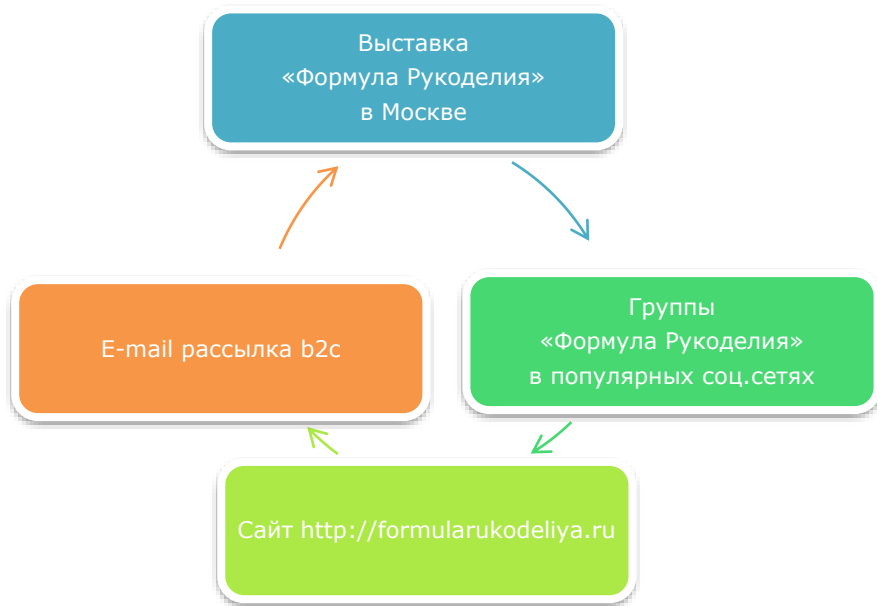 Выставка
«Формула Рукоделия»
в Москве
Группы
«Формула Рукоделия»
в популярных соц.сетях
E-mail рассылка b2c
Сайт http://formularukodeliya.ru